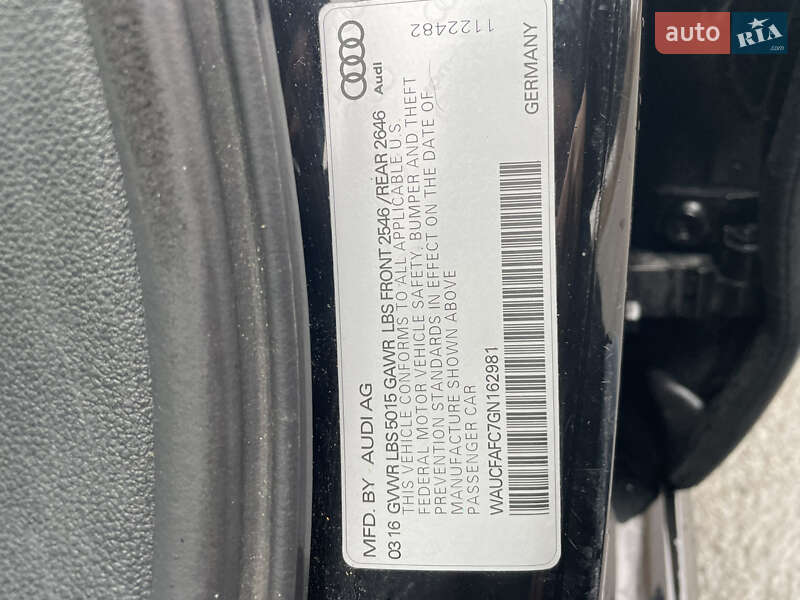 MFD. BY AUDI AG
Audi
0316 GVWR LBS 5015 GAWR LBS FRONT 2546 / REAR 2646
THIS VEHICLE CONFORMS TO ALL APPLICABLE U.S.
FEDERAL MOTOR VEHICLE SAFETY, BUMPER AND THEFT
PREVENTION STANDARDS IN EFFECT ON THE DATE OF
MANUFACTURE SHOWN ABOVE
PASSENGER CAR
1122482
WAUCFAFC7GN162981
GERMANY
auto RIA .com